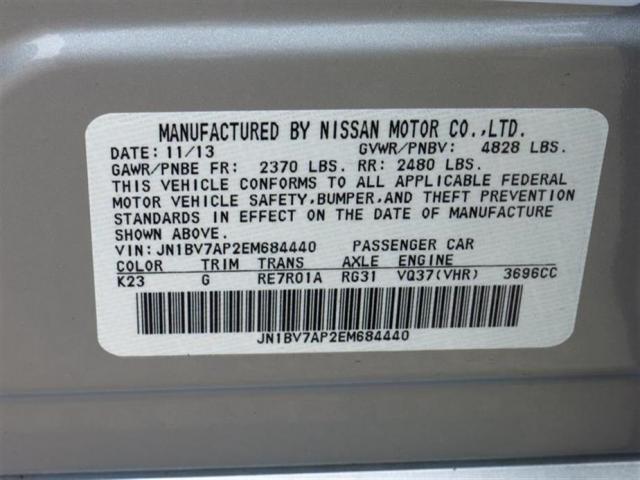 MANUFACTURED BY NISSAN MOTOR CO.,LTD.
DATE: 11/13 GVWR/PNBV: 4828 LBS.
GAWR/PNBE FR: 2370 LBS. RR: 2480 LBS.
THIS VEHICLE CONFORMS TO ALL APPLICABLE FEDERAL
MOTOR VEHICLE SAFETY,BUMPER,AND THEFT PREVENTION
STANDARDS IN EFFECT ON THE DATE OF MANUFACTURE
SHOWN ABOVE.
VIN:JN1BV7AP2EM684440 PASSENGER CAR
COLOR TRIM TRANS AXLE ENGINE
K23 G RE7R01A RG31 VQ37(VHR) 3696CC
JN1BV7AP2EM684440